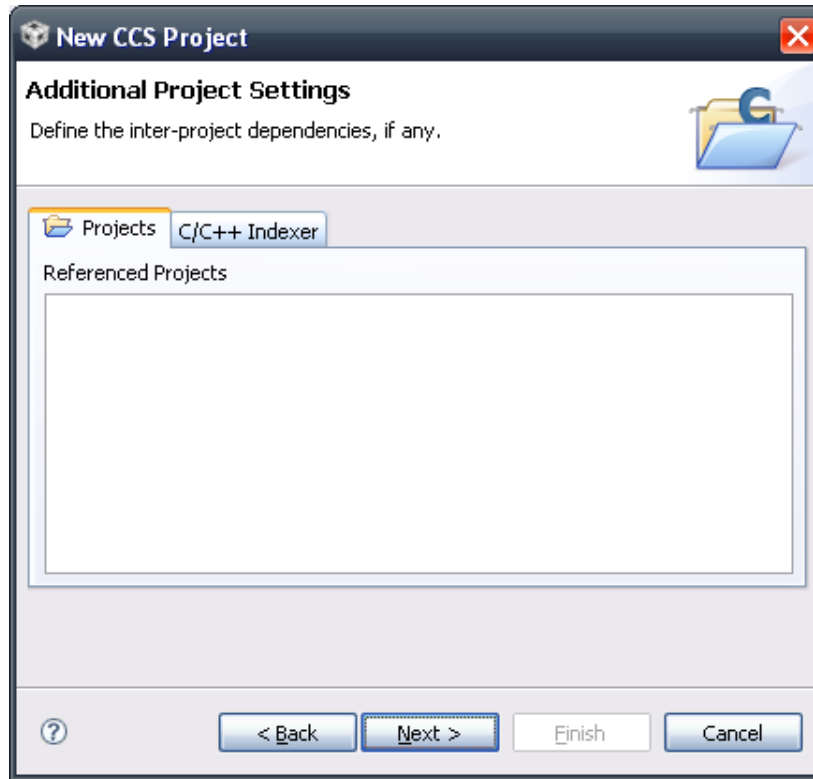 New CCS Project
Additional Project Settings
Define the inter-project dependencies, if any.
Projects
C/C++ Indexer
Referenced Projects
?
< Back
Next >
Finish
Cancel